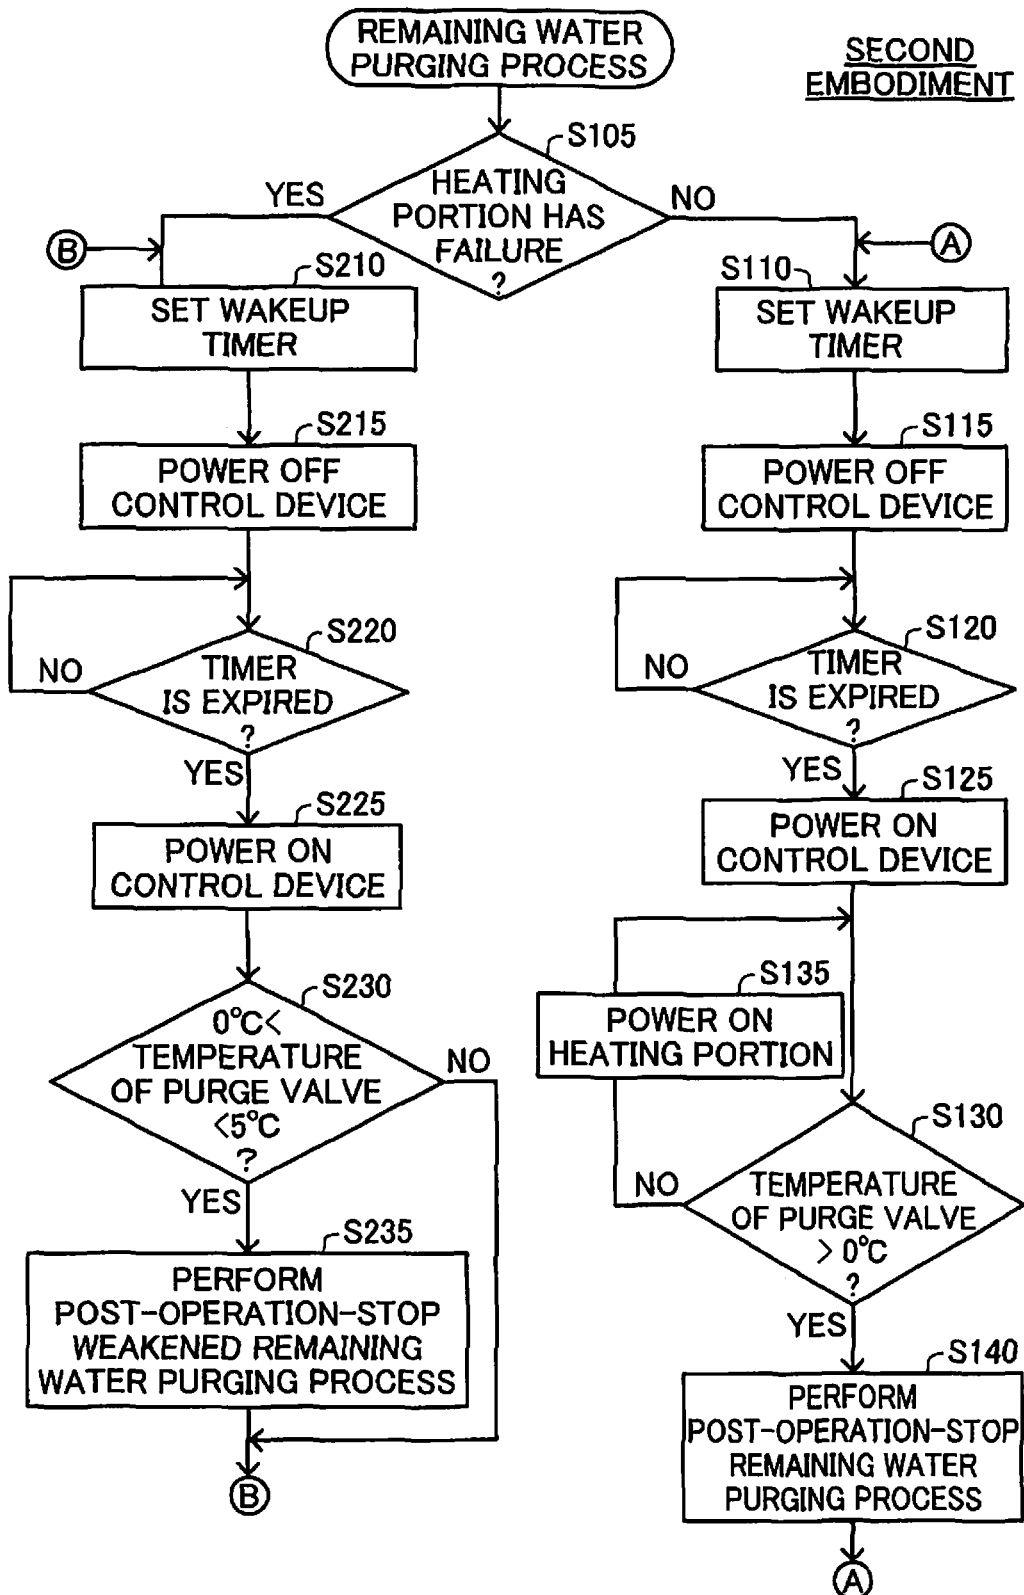 REMAINING WATER
PURGING PROCESS
SECOND
EMBODIMENT
S105
HEATING
PORTION HAS
FAILURE
?
YES
NO
B
A
S210
SET WAKEUP
TIMER
S215
POWER OFF
CONTROL DEVICE
S220
TIMER
IS EXPIRED
?
NO
YES
S225
POWER ON
CONTROL DEVICE
S230
0°C<
TEMPERATURE
OF PURGE VALVE
<5°C
?
NO
YES
S235
PERFORM
POST-OPERATION-STOP
WEAKENED REMAINING
WATER PURGING PROCESS
B
S110
SET WAKEUP
TIMER
S115
POWER OFF
CONTROL DEVICE
S120
TIMER
IS EXPIRED
?
NO
YES
S125
POWER ON
CONTROL DEVICE
S135
POWER ON
HEATING PORTION
S130
TEMPERATURE
OF PURGE VALVE
> 0°C
?
NO
YES
S140
PERFORM
POST-OPERATION-STOP
REMAINING WATER
PURGING PROCESS
A